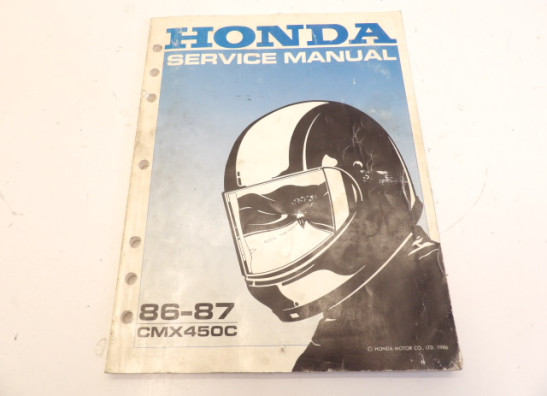 HONDA
SERVICE MANUAL
86-87
CMX450C
© HONDA MOTOR CO., LTD. 1986